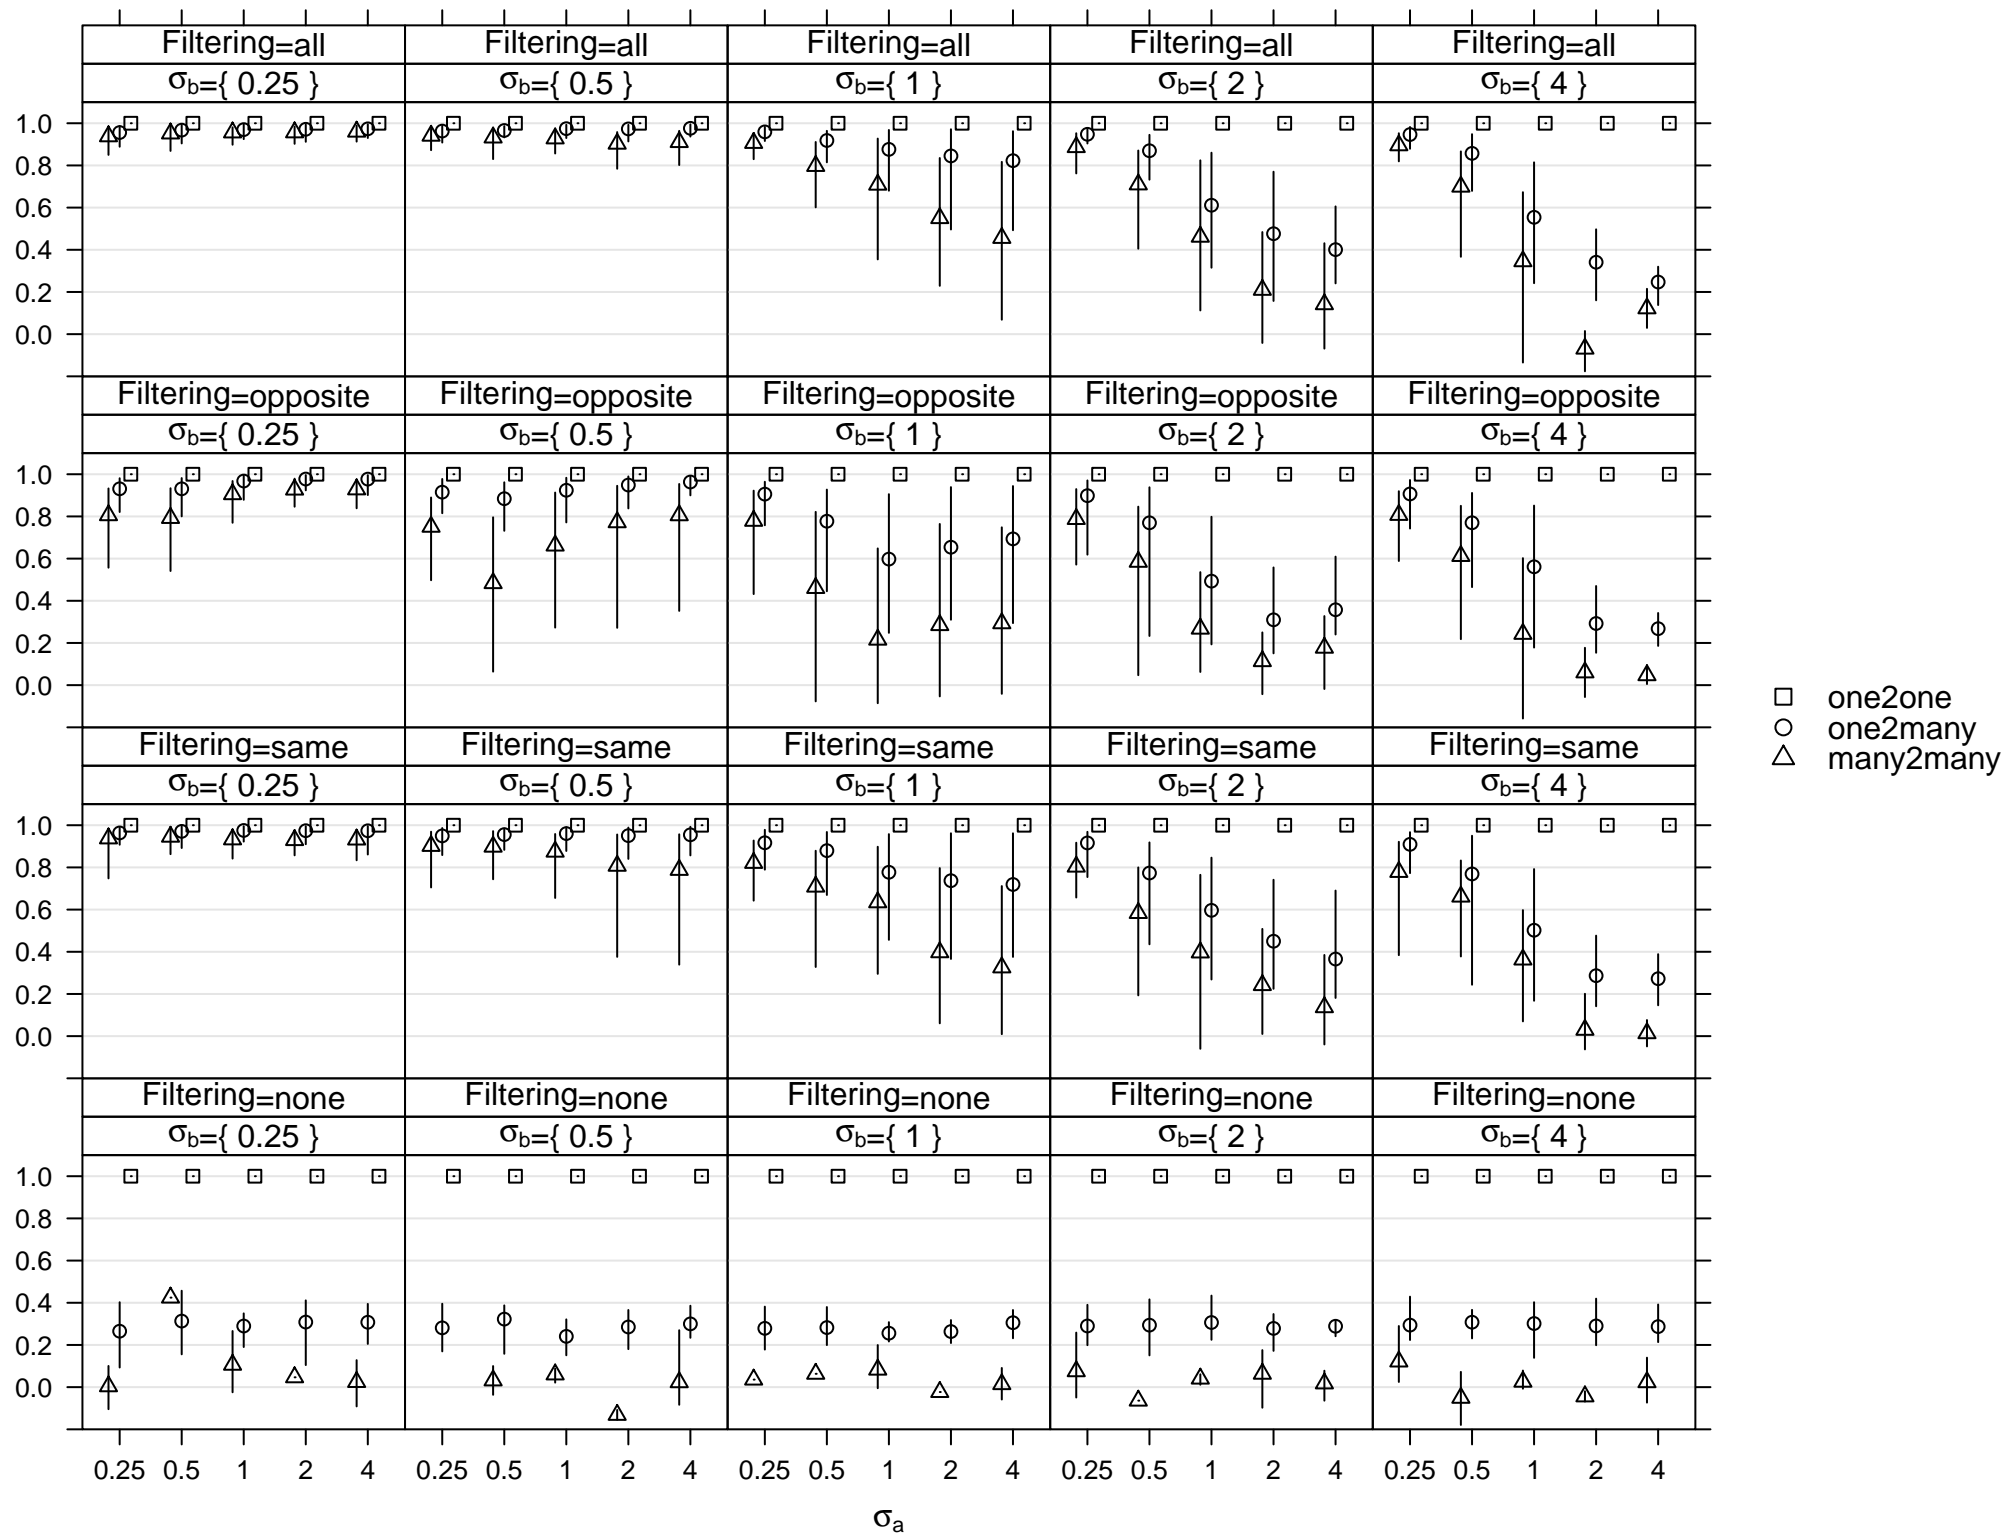 Filtering=all Filtering=all Filtering=all Filtering=all Filtering=all
σb={ 0.25 } σb={ 0.5 } σb={ 1 } σb={ 2 } σb={ 4 }
1.0
0.8
0.6
0.4
0.2
0.0
Filtering=opposite Filtering=opposite Filtering=opposite Filtering=opposite Filtering=opposite
σb={ 0.25 } σb={ 0.5 } σb={ 1 } σb={ 2 } σb={ 4 }
1.0
0.8
0.6
0.4
0.2
0.0
Filtering=same Filtering=same Filtering=same Filtering=same Filtering=same
σb={ 0.25 } σb={ 0.5 } σb={ 1 } σb={ 2 } σb={ 4 }
1.0
0.8
0.6
0.4
0.2
0.0
Filtering=none Filtering=none Filtering=none Filtering=none Filtering=none
σb={ 0.25 } σb={ 0.5 } σb={ 1 } σb={ 2 } σb={ 4 }
1.0
0.8
0.6
0.4
0.2
0.0
0.25 0.5 1 2 4 0.25 0.5 1 2 4 0.25 0.5 1 2 4 0.25 0.5 1 2 4 0.25 0.5 1 2 4
σa
one2one
one2many
many2many